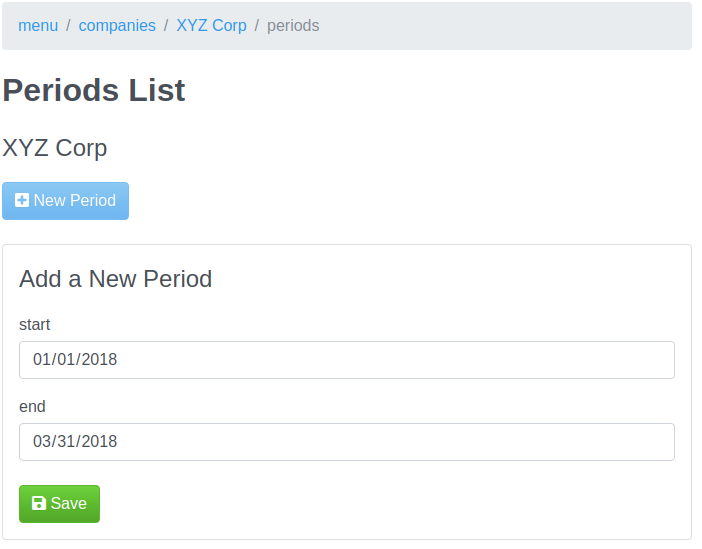 menu / companies / XYZ Corp / periods
Periods List
XYZ Corp
New Period
Add a New Period
start
01/01/2018
end
03/31/2018
Save